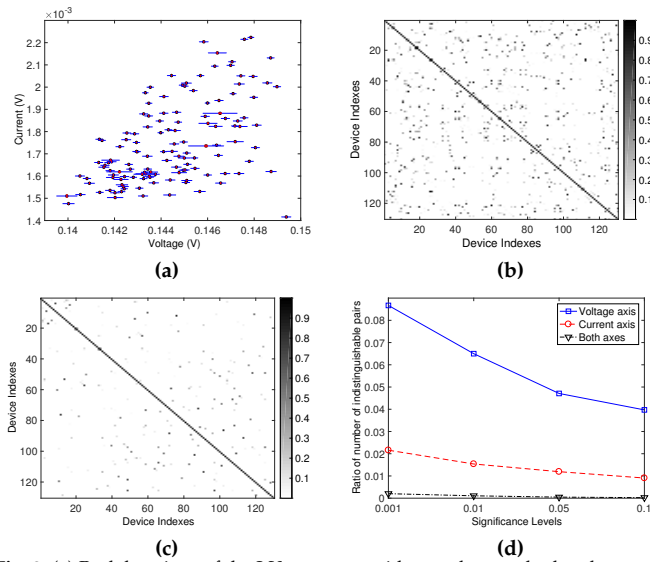 ×10⁻³
2.2
2.1
2
1.9
1.8
1.7
1.6
1.5
1.4
Current (V)
0.14 0.142 0.144 0.146 0.148 0.15
Voltage (V)
(a)
20
40
60
80
100
120
Device Indexes
20 40 60 80 100 120
Device Indexes
0.9
0.8
0.7
0.6
0.5
0.4
0.3
0.2
0.1
(b)
20
40
60
80
100
120
Device Indexes
20 40 60 80 100 120
Device Indexes
0.9
0.8
0.7
0.6
0.5
0.4
0.3
0.2
0.1
(c)
Ratio of number of indistinguishable pairs
0.08
0.07
0.06
0.05
0.04
0.03
0.02
0.01
0
Voltage axis
Current axis
Both axes
0.001 0.01 0.05 0.1
Significance Levels
(d)